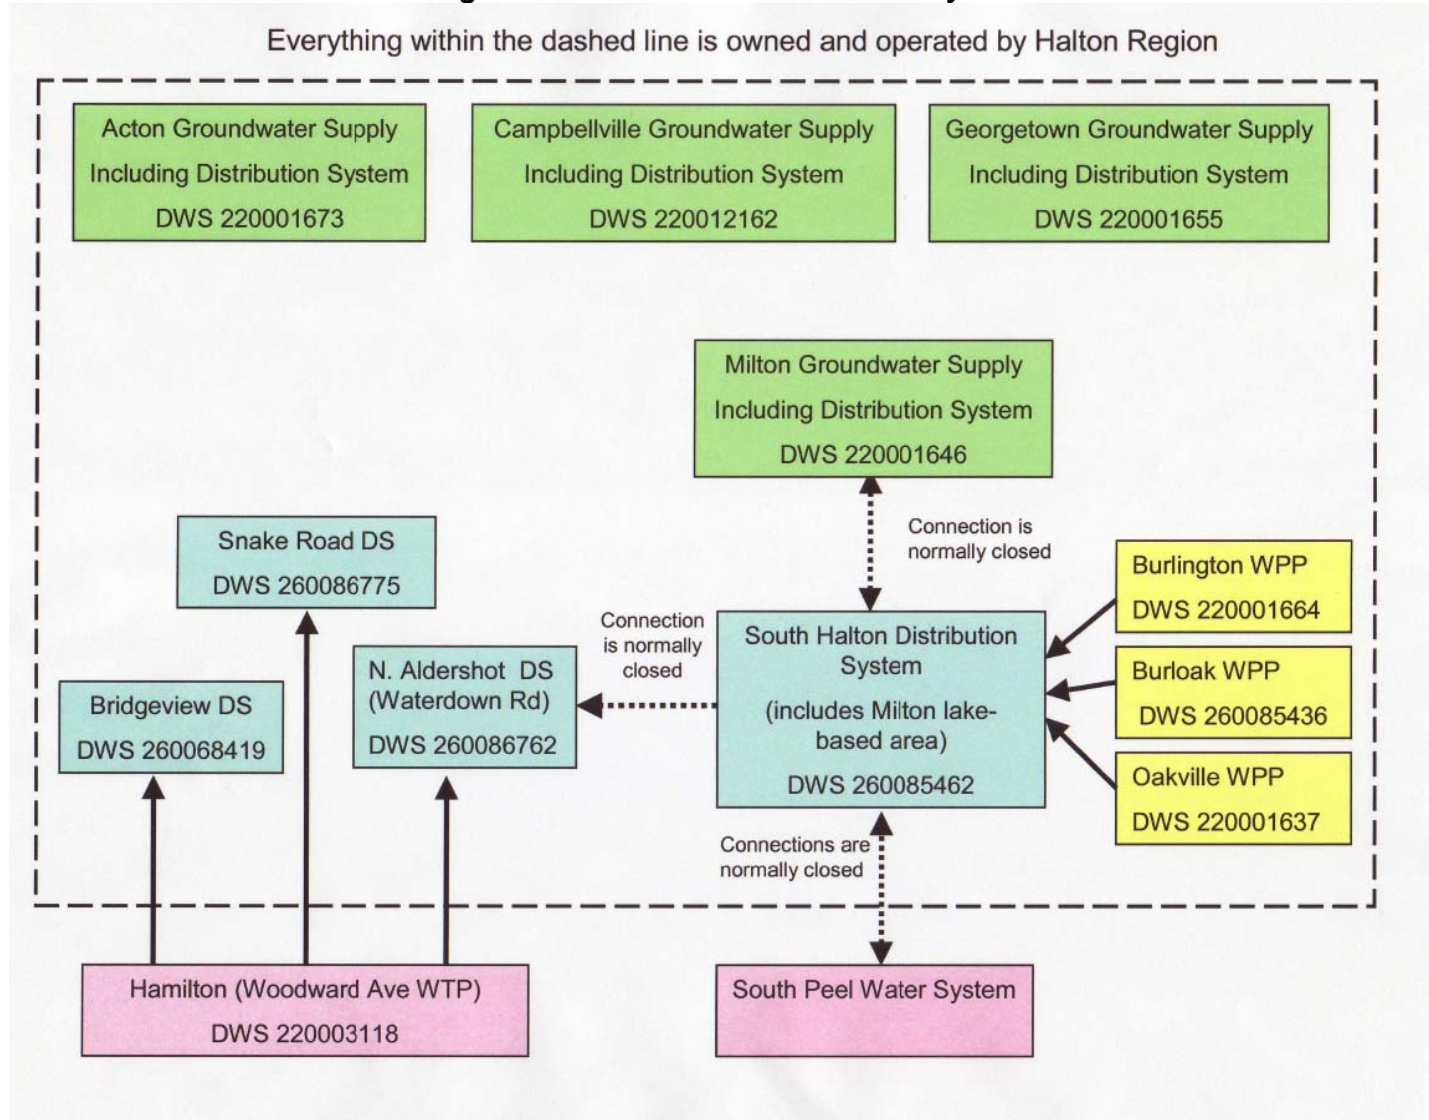 Everything within the dashed line is owned and operated by Halton Region
Acton Groundwater Supply
Including Distribution System
DWS 220001673
Campbellville Groundwater Supply
Including Distribution System
DWS 220012162
Georgetown Groundwater Supply
Including Distribution System
DWS 220001655
Milton Groundwater Supply
Including Distribution System
DWS 220001646
Connection is
normally closed
Snake Road DS
DWS 260086775
Bridgeview DS
DWS 260068419
N. Aldershot DS
(Waterdown Rd)
DWS 260086762
Connection
is normally
closed
South Halton Distribution
System
(includes Milton lake-
based area)
DWS 260085462
Burlington WPP
DWS 220001664
Burloak WPP
DWS 260085436
Oakville WPP
DWS 220001637
Connections are
normally closed
Hamilton (Woodward Ave WTP)
DWS 220003118
South Peel Water System